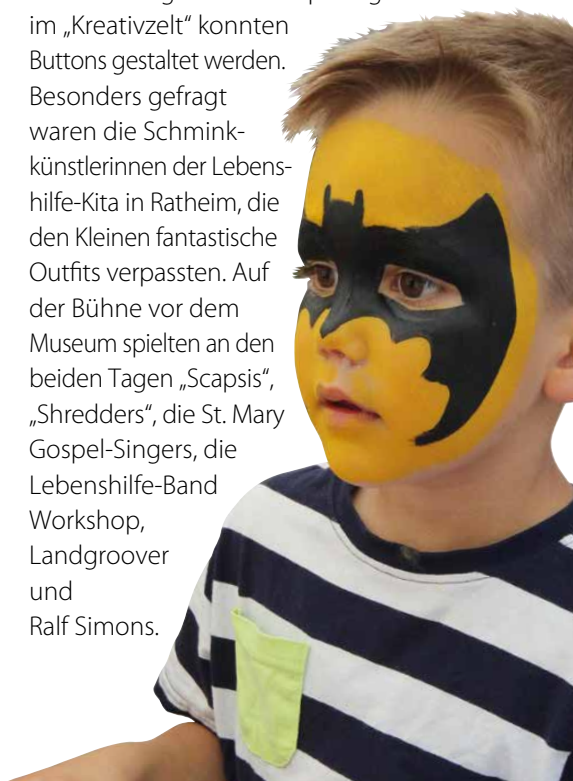 im „Kreativzelt“ konnten
Buttons gestaltet werden.
Besonders gefragt
waren die Schmink-
künstlerinnen der Lebens-
hilfe-Kita in Ratheim, die
den Kleinen fantastische
Outfits verpassten. Auf
der Bühne vor dem
Museum spielten an den
beiden Tagen „Scapsis“,
„Shredders“, die St. Mary
Gospel-Singers, die
Lebenshilfe-Band
Workshop,
Landgroover
und
Ralf Simons.